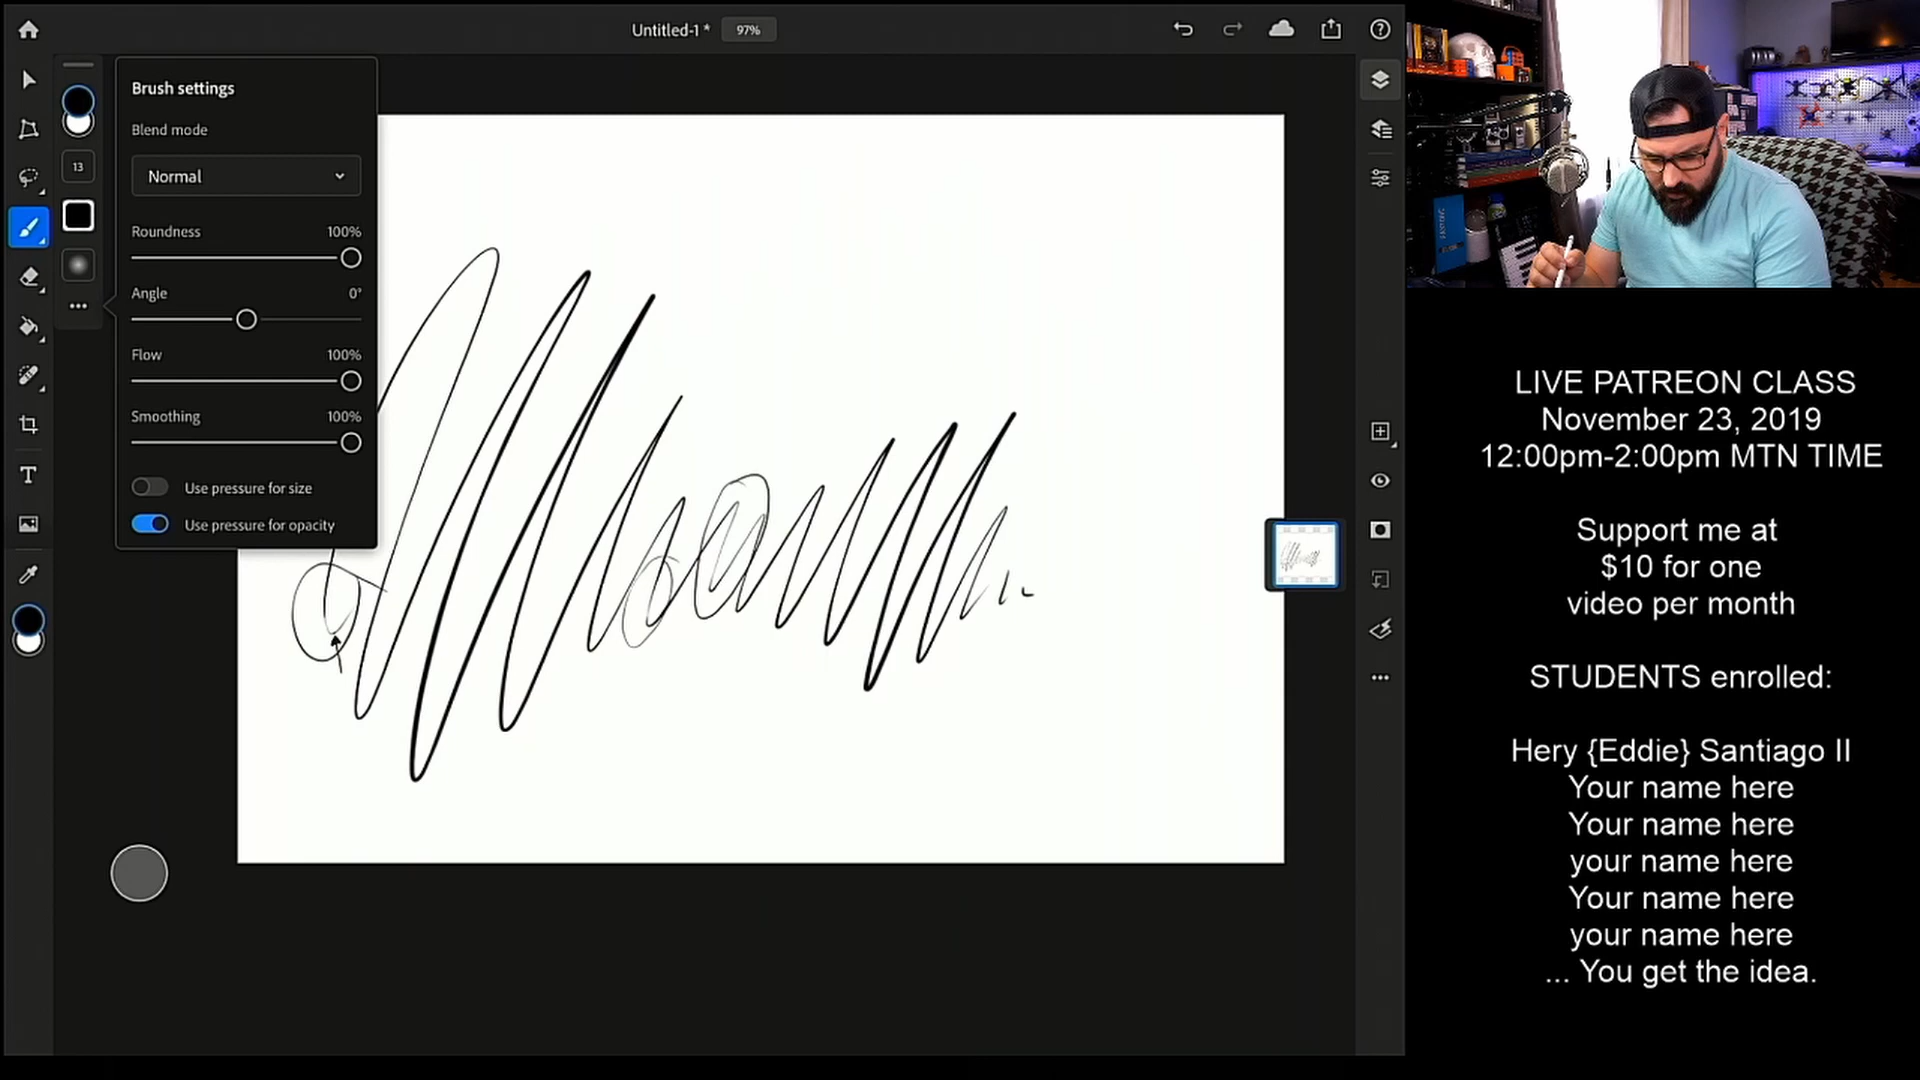 Untitled-1 *
97%
Brush settings
Blend mode
Normal
13
Roundness
100%
Angle
0°
Flow
100%
Smoothing
100%
Use pressure for size
Use pressure for opacity
LIVE PATREON CLASS
November 23, 2019
12:00pm-2:00pm MTN TIME
Support me at
$10 for one
video per month
STUDENTS enrolled:
Hery {Eddie} Santiago II
Your name here
Your name here
your name here
Your name here
your name here
... You get the idea.